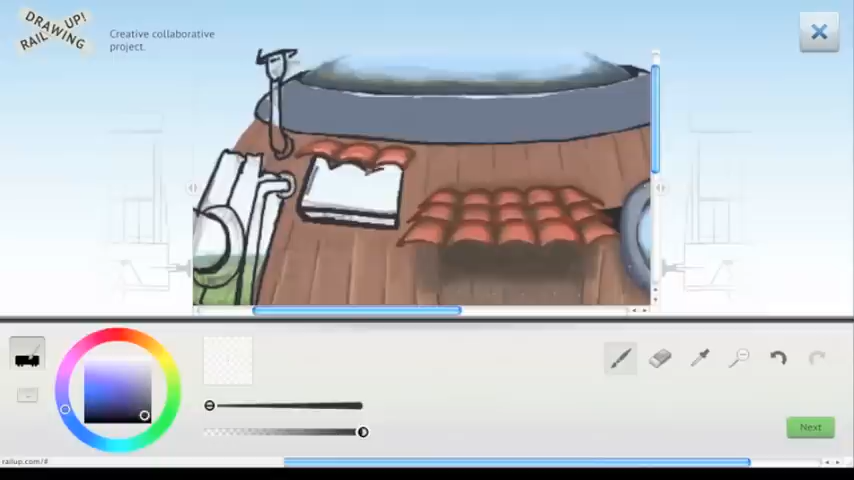 DRAWING
RAIL UP!
Creative collaborative
project.
Next
railup.com/#